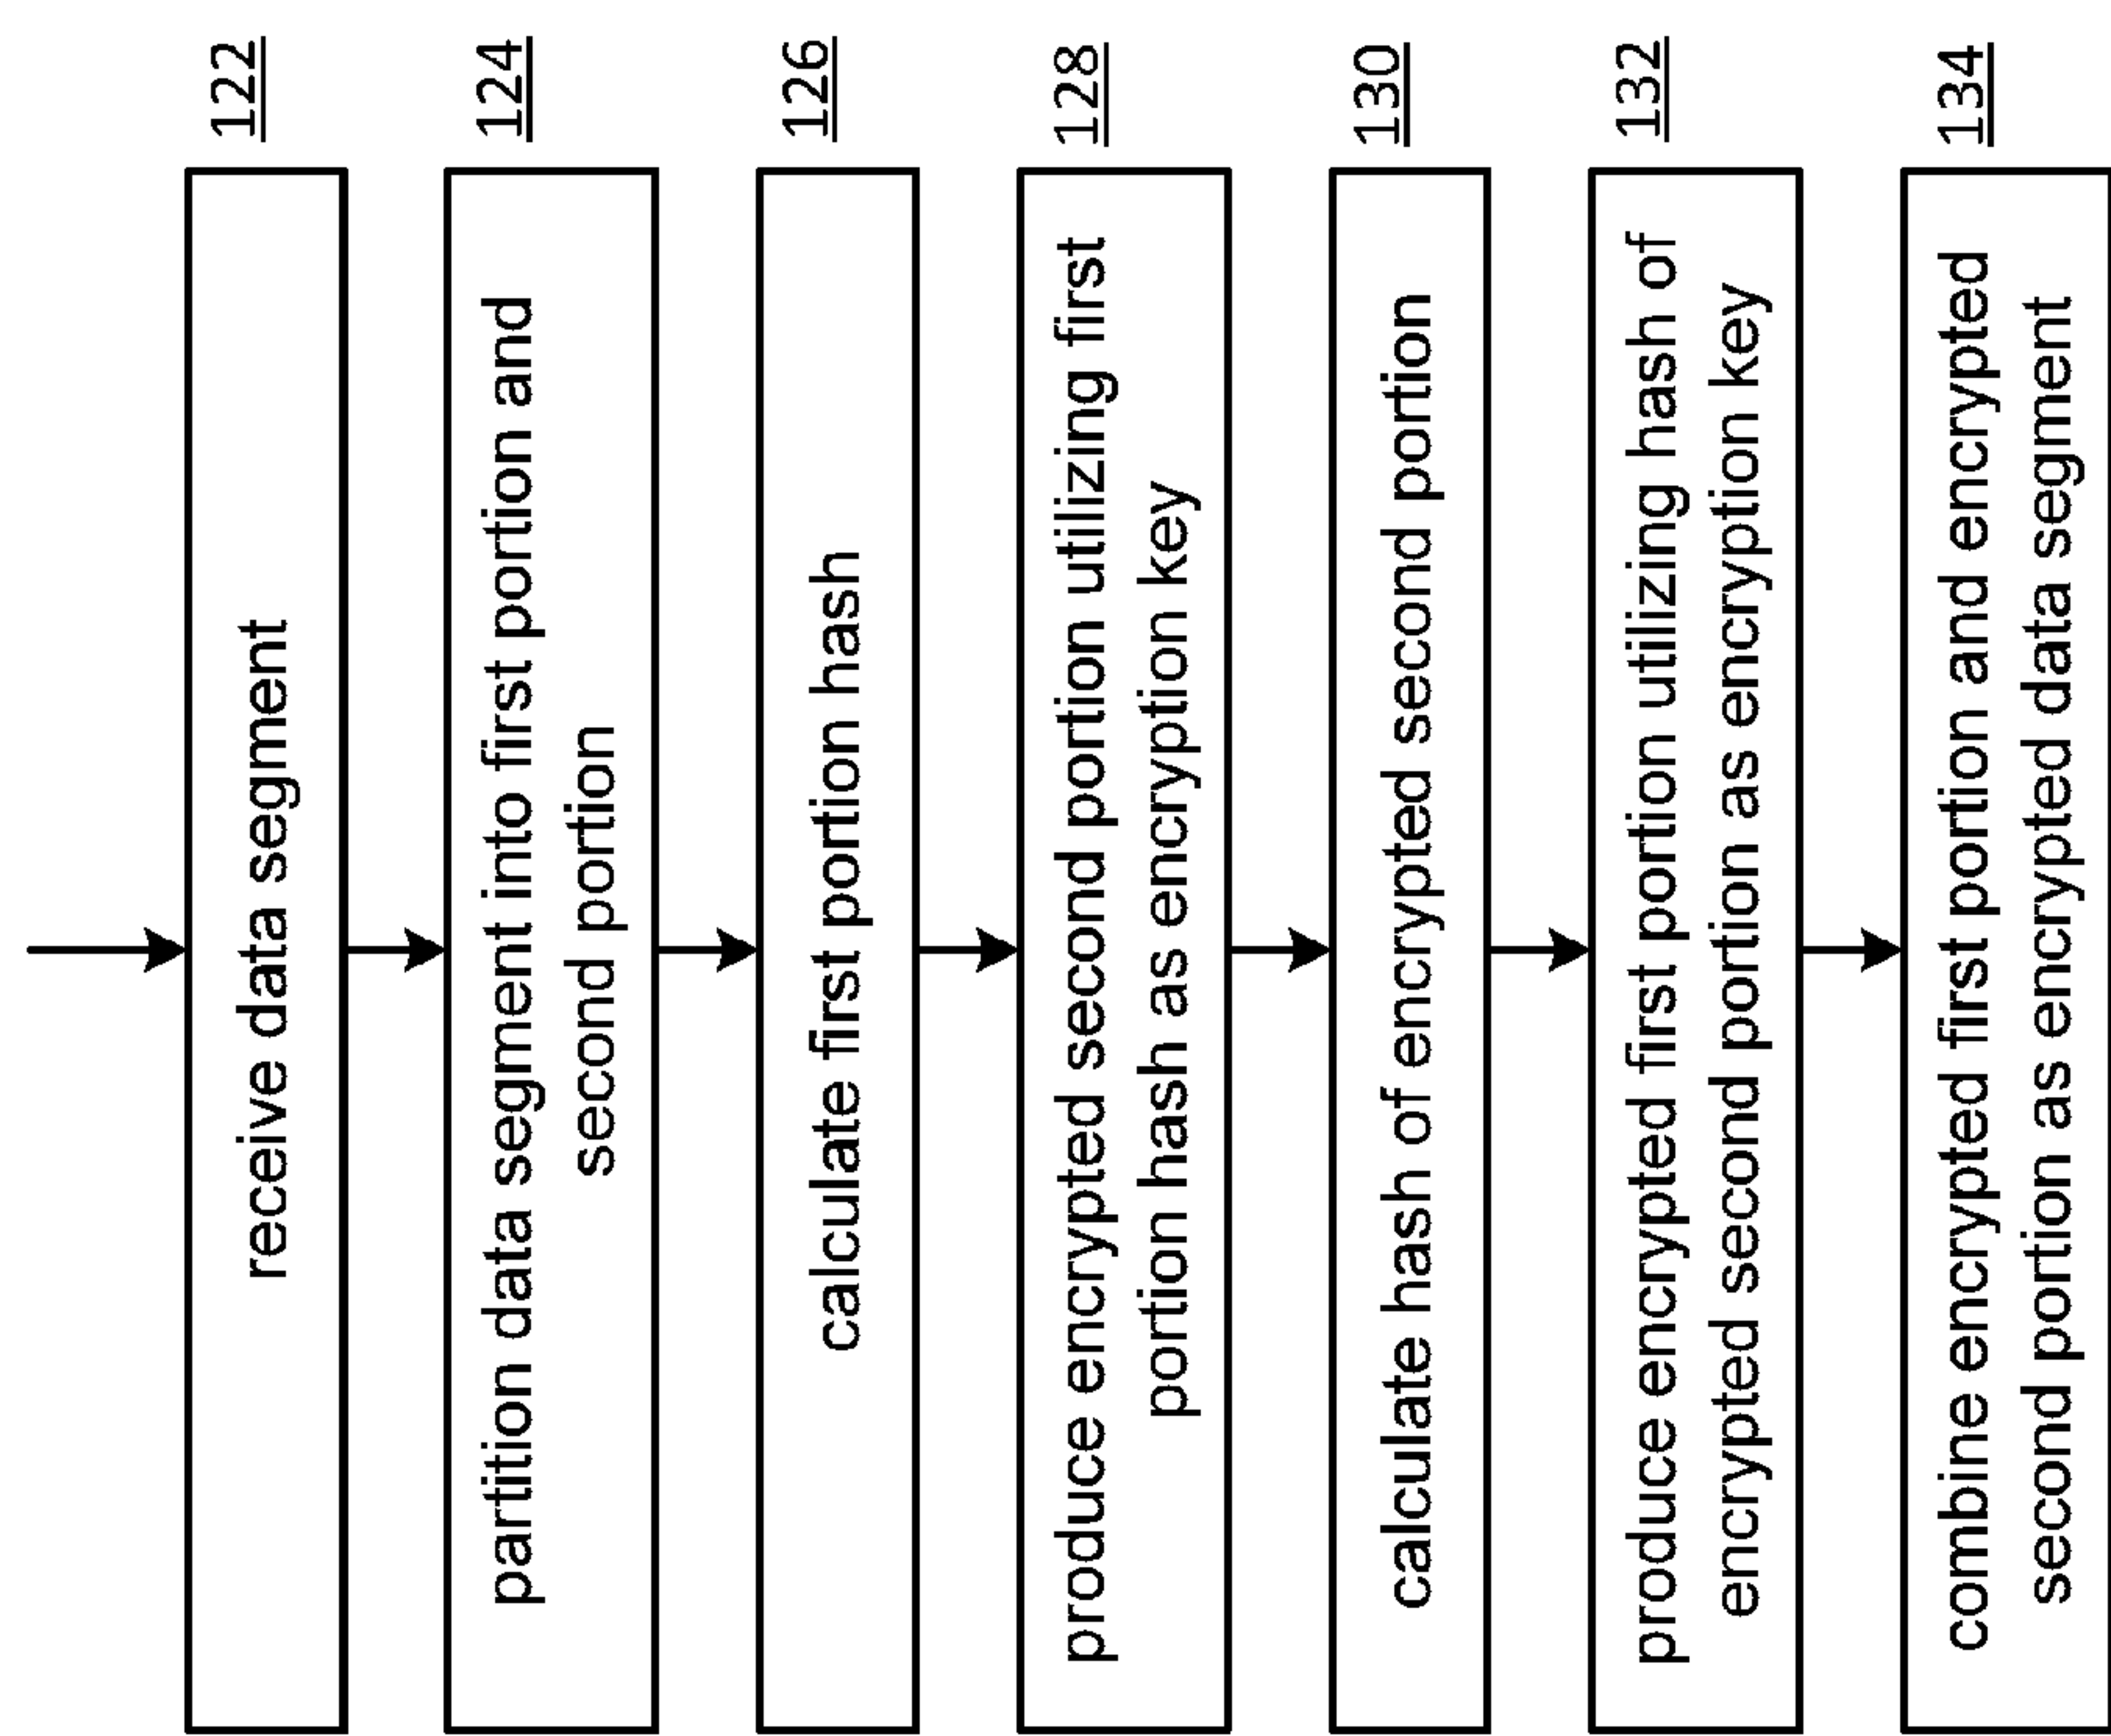 receive data segment
122
partition data segment into first portion and
second portion
124
calculate first portion hash
126
produce encrypted second portion utilizing first
portion hash as encryption key
128
calculate hash of encrypted second portion
130
produce encrypted first portion utilizing hash of
encrypted second portion as encryption key
132
combine encrypted first portion and encrypted
second portion as encrypted data segment
134